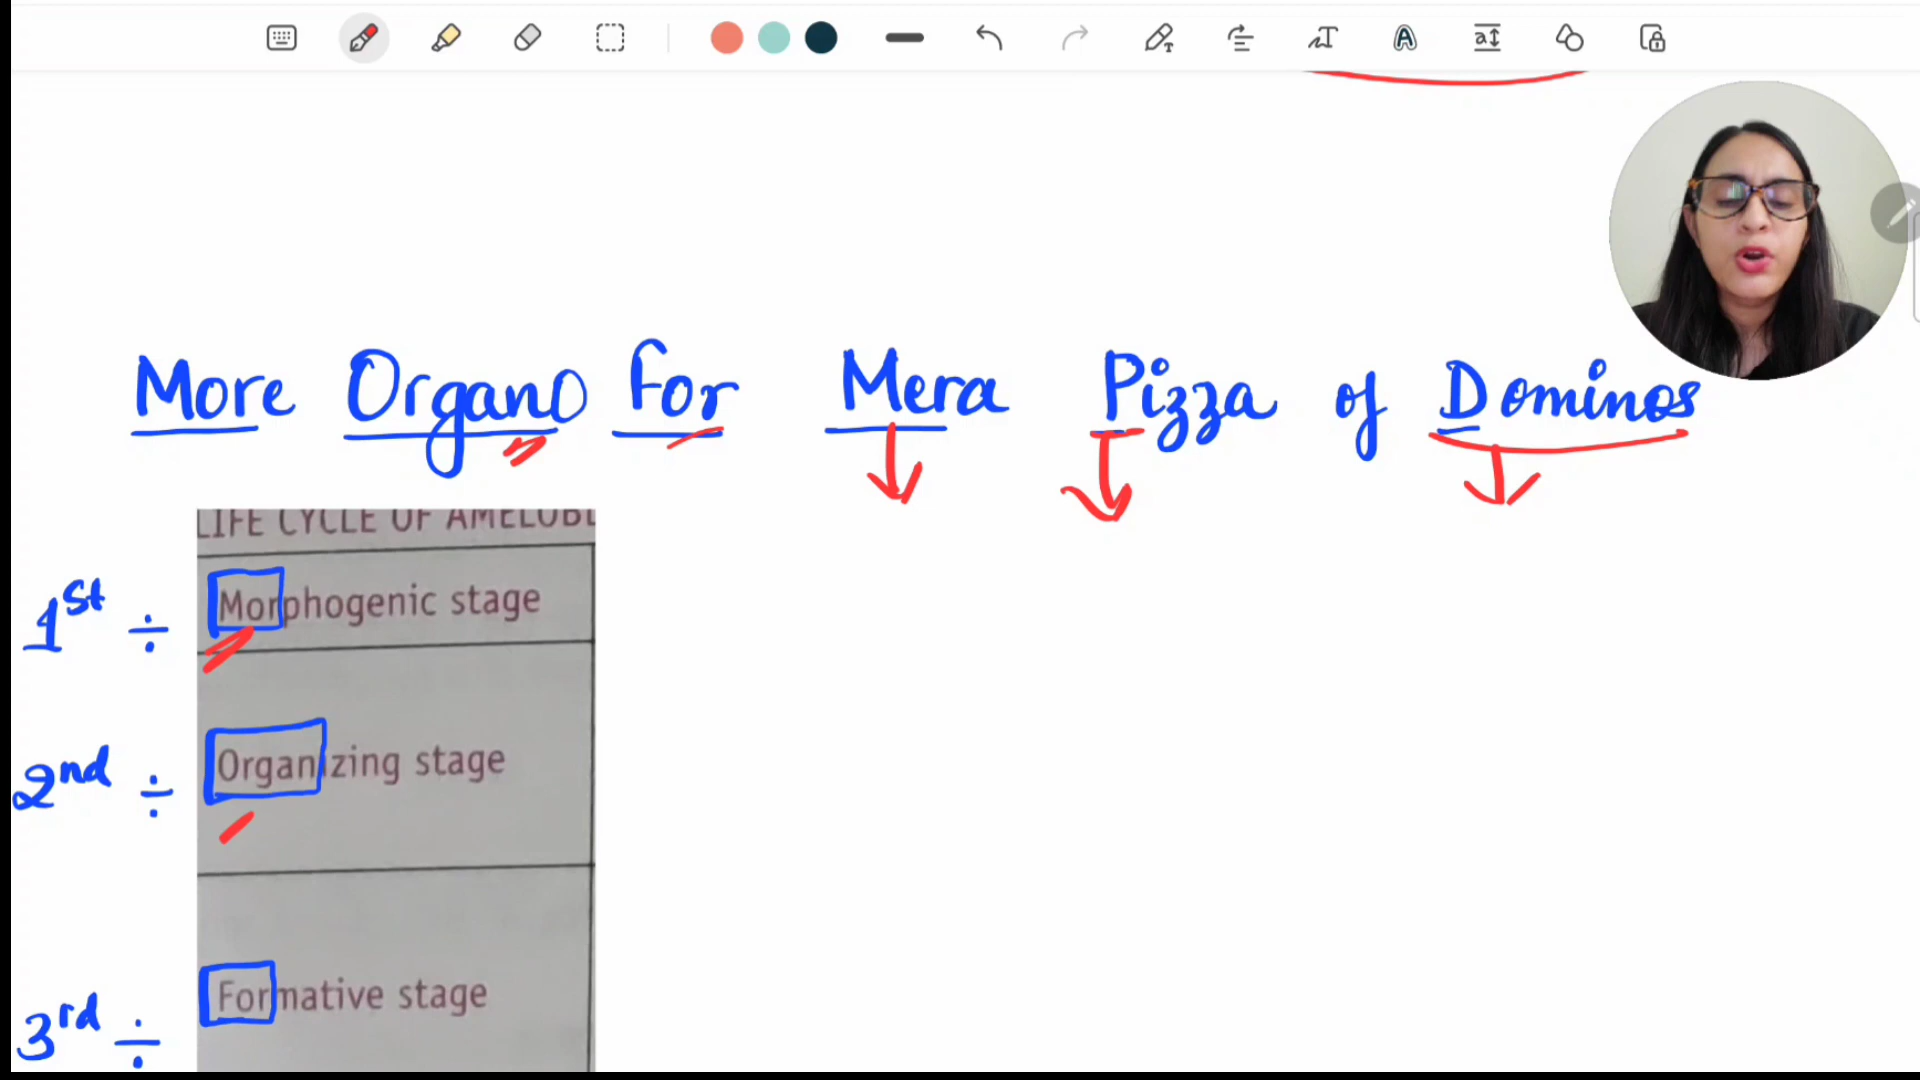 More Organo for Mera Pizza of Dominos
LIFE CYCLE OF AMELOBL
1st ÷ Morphogenic stage
2nd ÷ Organizing stage
3rd ÷ Formative stage